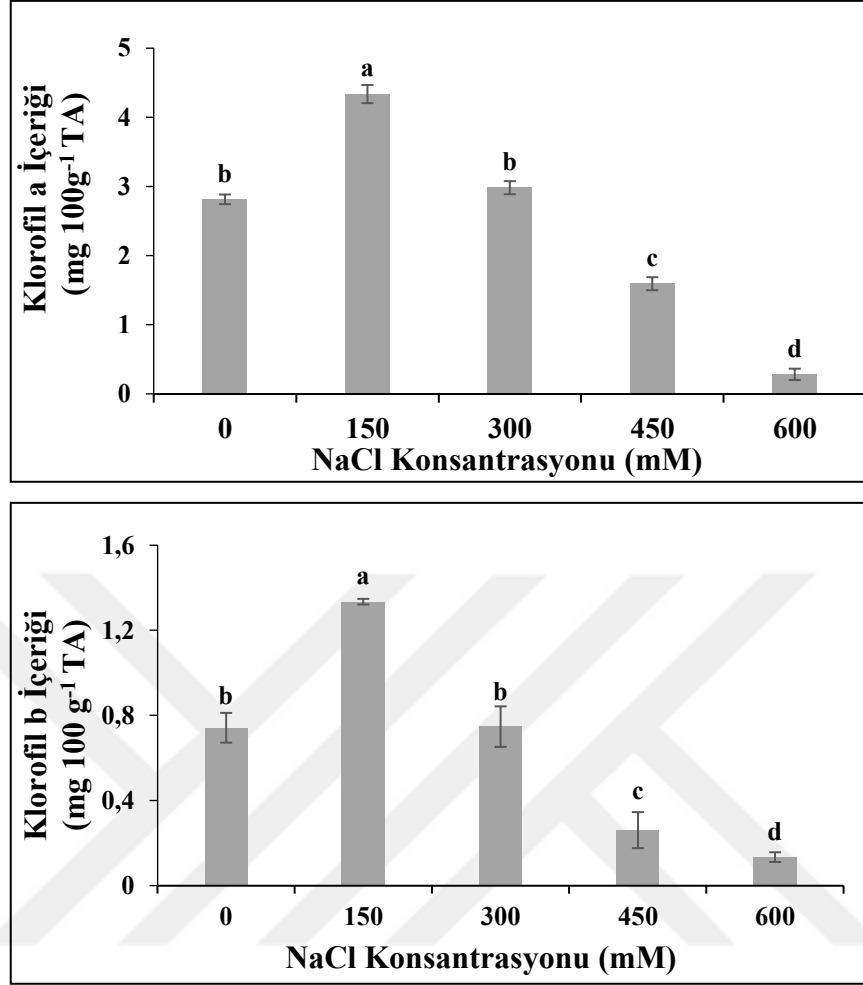 Klorofil a İçeriği
(mg 100g⁻¹ TA)
5
4
3
2
1
0
b
a
b
c
d
0 150 300 450 600
NaCl Konsantrasyonu (mM)
Klorofil b İçeriği
(mg 100 g⁻¹ TA)
1,6
1,2
0,8
0,4
0
b
a
b
c
d
0 150 300 450 600
NaCl Konsantrasyonu (mM)